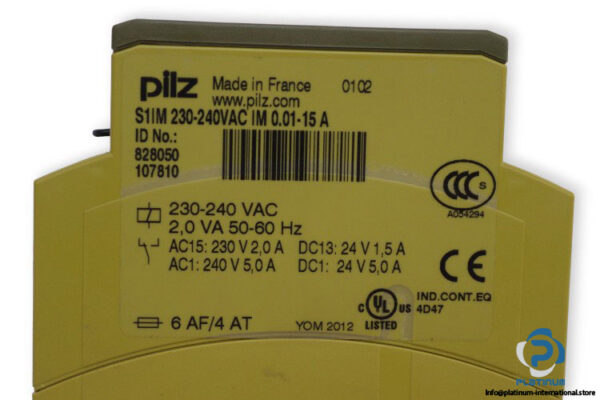 pilz Made in France 0102
www.pilz.com
S1IM 230-240VAC IM 0.01-15 A
ID No.:
828050
107810
CCC S
A054294
230-240 VAC
2,0 VA 50-60 Hz
AC15: 230 V 2,0 A DC13: 24 V 1,5 A
AC1: 240 V 5,0 A DC1: 24 V 5,0 A
CE
C UL US LISTED
IND.CONT.EQ
4D47
6 AF/4 AT YOM 2012
PLATINUM
INTERNATIONAL
info@platinum-international.store